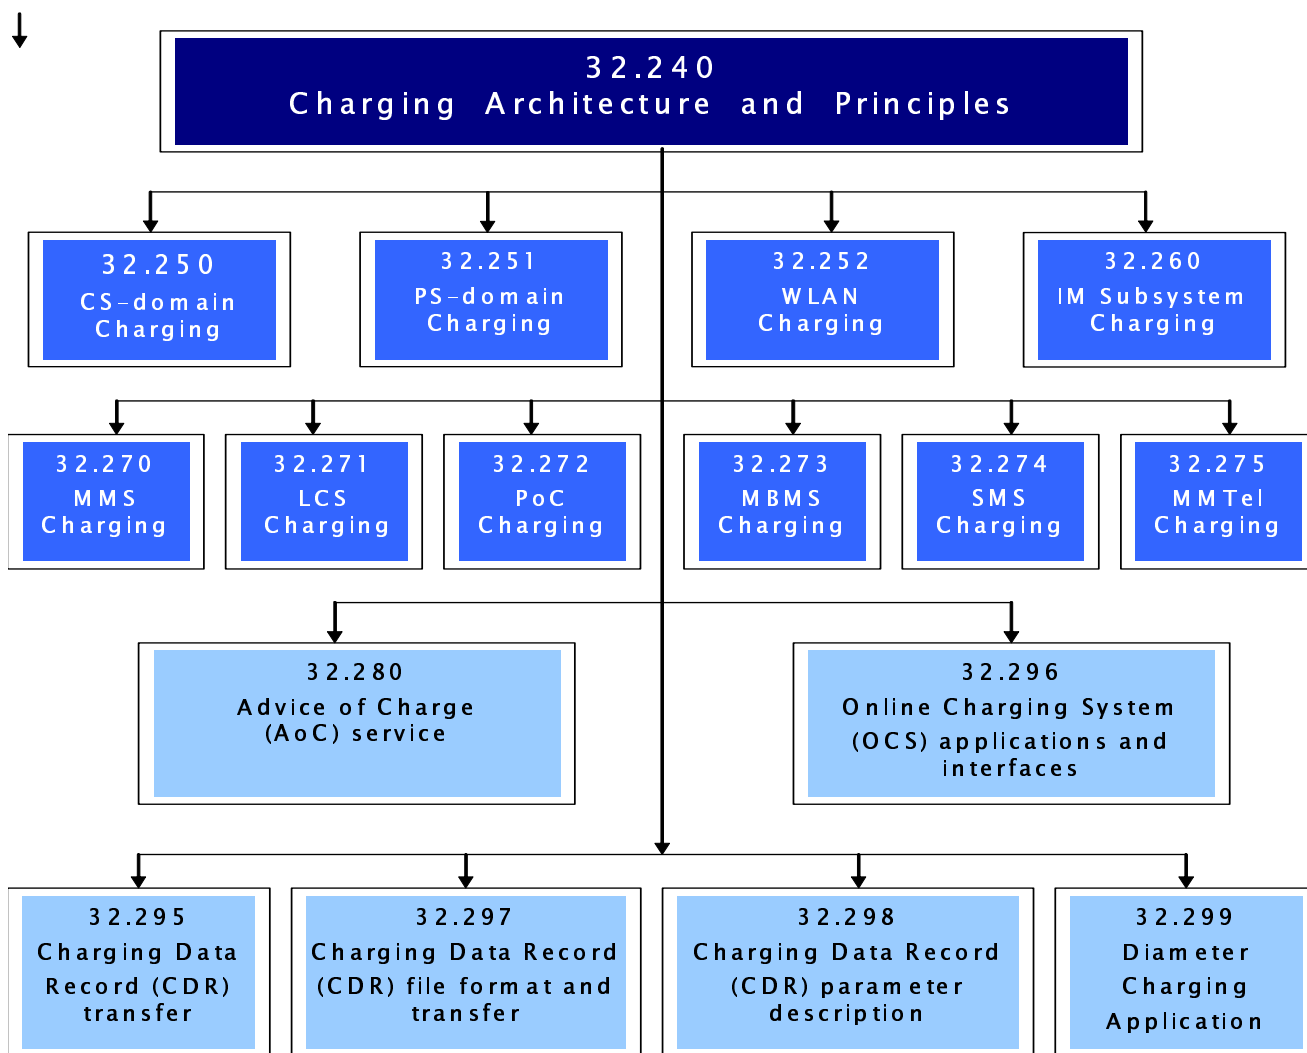 32.240
Charging Architecture and Principles
32.250
CS-domain
Charging
32.251
PS-domain
Charging
32.252
WLAN
Charging
32.260
IM Subsystem
Charging
32.270
MMS
Charging
32.271
LCS
Charging
32.272
PoC
Charging
32.273
MBMS
Charging
32.274
SMS
Charging
32.275
MMTel
Charging
32.280
Advice of Charge
(AoC) service
32.296
Online Charging System
(OCS) applications and
interfaces
32.295
Charging Data
Record (CDR)
transfer
32.297
Charging Data Record
(CDR) file format and
transfer
32.298
Charging Data Record
(CDR) parameter
description
32.299
Diameter
Charging
Application